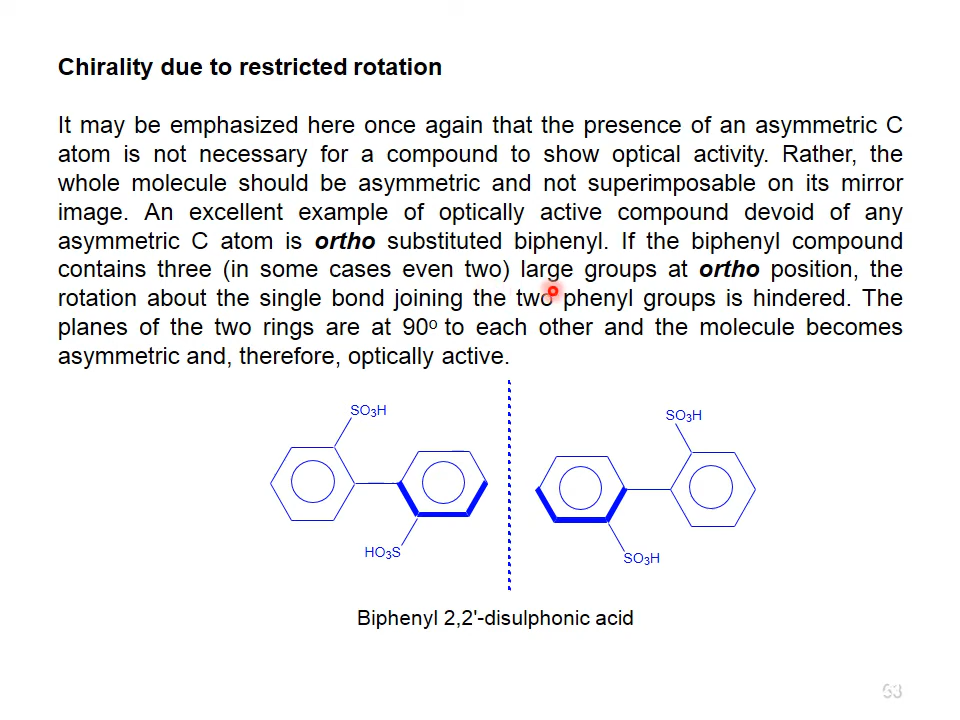 Chirality due to restricted rotation
It may be emphasized here once again that the presence of an asymmetric C
atom is not necessary for a compound to show optical activity. Rather, the
whole molecule should be asymmetric and not superimposable on its mirror
image. An excellent example of optically active compound devoid of any
asymmetric C atom is ortho substituted biphenyl. If the biphenyl compound
contains three (in some cases even two) large groups at ortho position, the
rotation about the single bond joining the two phenyl groups is hindered. The
planes of the two rings are at 90º to each other and the molecule becomes
asymmetric and, therefore, optically active.
SO₃H
SO₃H
HO₃S
SO₃H
Biphenyl 2,2'-disulphonic acid
63